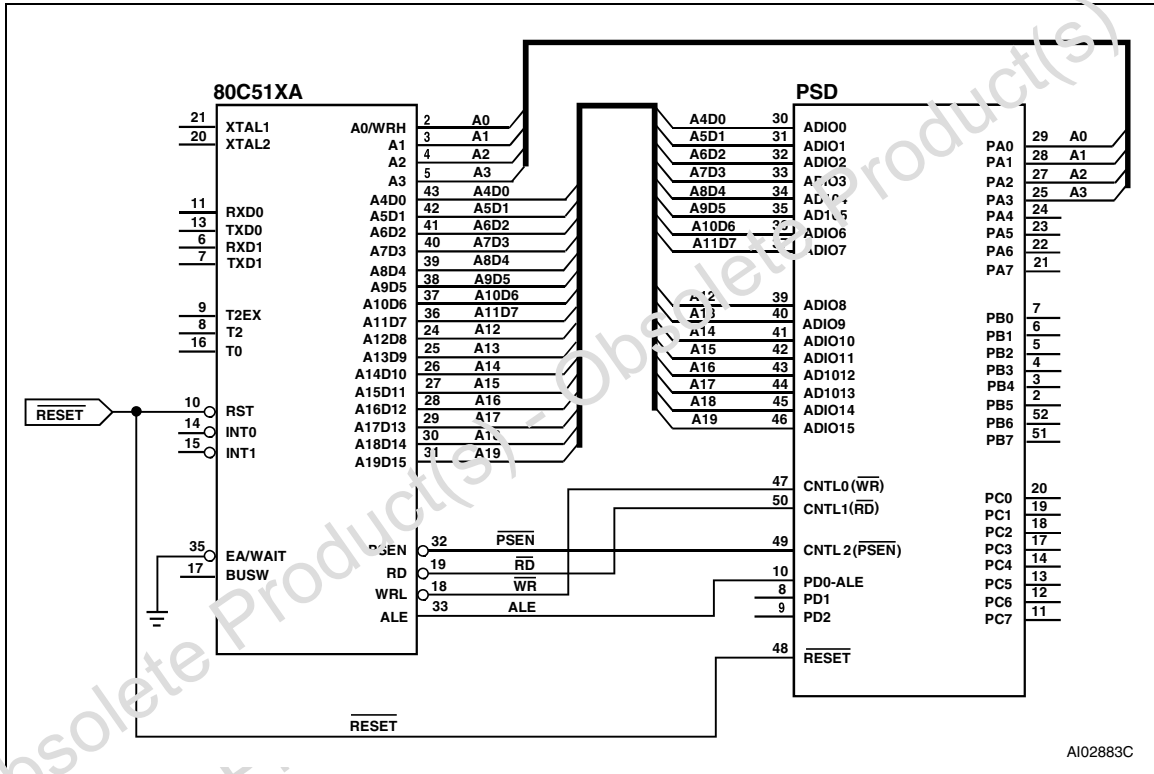 80C51XA
PSD
21 XTAL1
20 XTAL2
11 RXD0
13 TXD0
6 RXD1
7 TXD1
9 T2EX
8 T2
16 T0
RESET
10 RST
14 INT0
15 INT1
35 EA/WAIT
17 BUSW
A0/WRH 2 A0
A1 3 A1
A2 4 A2
A3 5 A3
A4D0 43 A4D0
A5D1 42 A5D1
A6D2 41 A6D2
A7D3 40 A7D3
A8D4 39 A8D4
A9D5 38 A9D5
A10D6 37 A10D6
A11D7 36 A11D7
A12D8 24 A12
A13D9 25 A13
A14D10 26 A14
A15D11 27 A15
A16D12 28 A16
A17D13 29 A17
A18D14 30
A19D15 31 A19
PSEN 32 PSEN
RD 19 RD
WRL 18 WR
ALE 33 ALE
A4D0 30 ADIO0
A5D1 31 ADIO1
A6D2 32 ADIO2
A7D3 33 ADIO3
A8D4 34
A9D5 35 AD105
A10D6 ADIO6
A11D7 ADIO7
A12 39 ADIO8
A13 40 ADIO9
A14 41 ADIO10
A15 42 ADIO11
A16 43 AD1012
A17 44 AD1013
A18 45 ADIO14
A19 46 ADIO15
47 CNTL0(WR)
50 CNTL1(RD)
49 CNTL 2(PSEN)
10 PD0-ALE
8 PD1
9 PD2
48 RESET
PA0 29 A0
PA1 28 A1
PA2 27 A2
PA3 25 A3
PA4 24
PA5 23
PA6 22
PA7 21
PB0 7
PB1 6
PB2 5
PB3 4
PB4 3
PB5 2
PB6 52
PB7 51
PC0 20
PC1 19
PC2 18
PC3 17
PC4 14
PC5 13
PC6 12
PC7 11
RESET
AI02883C
Obsolete Product(s) - Obsolete Product(s)